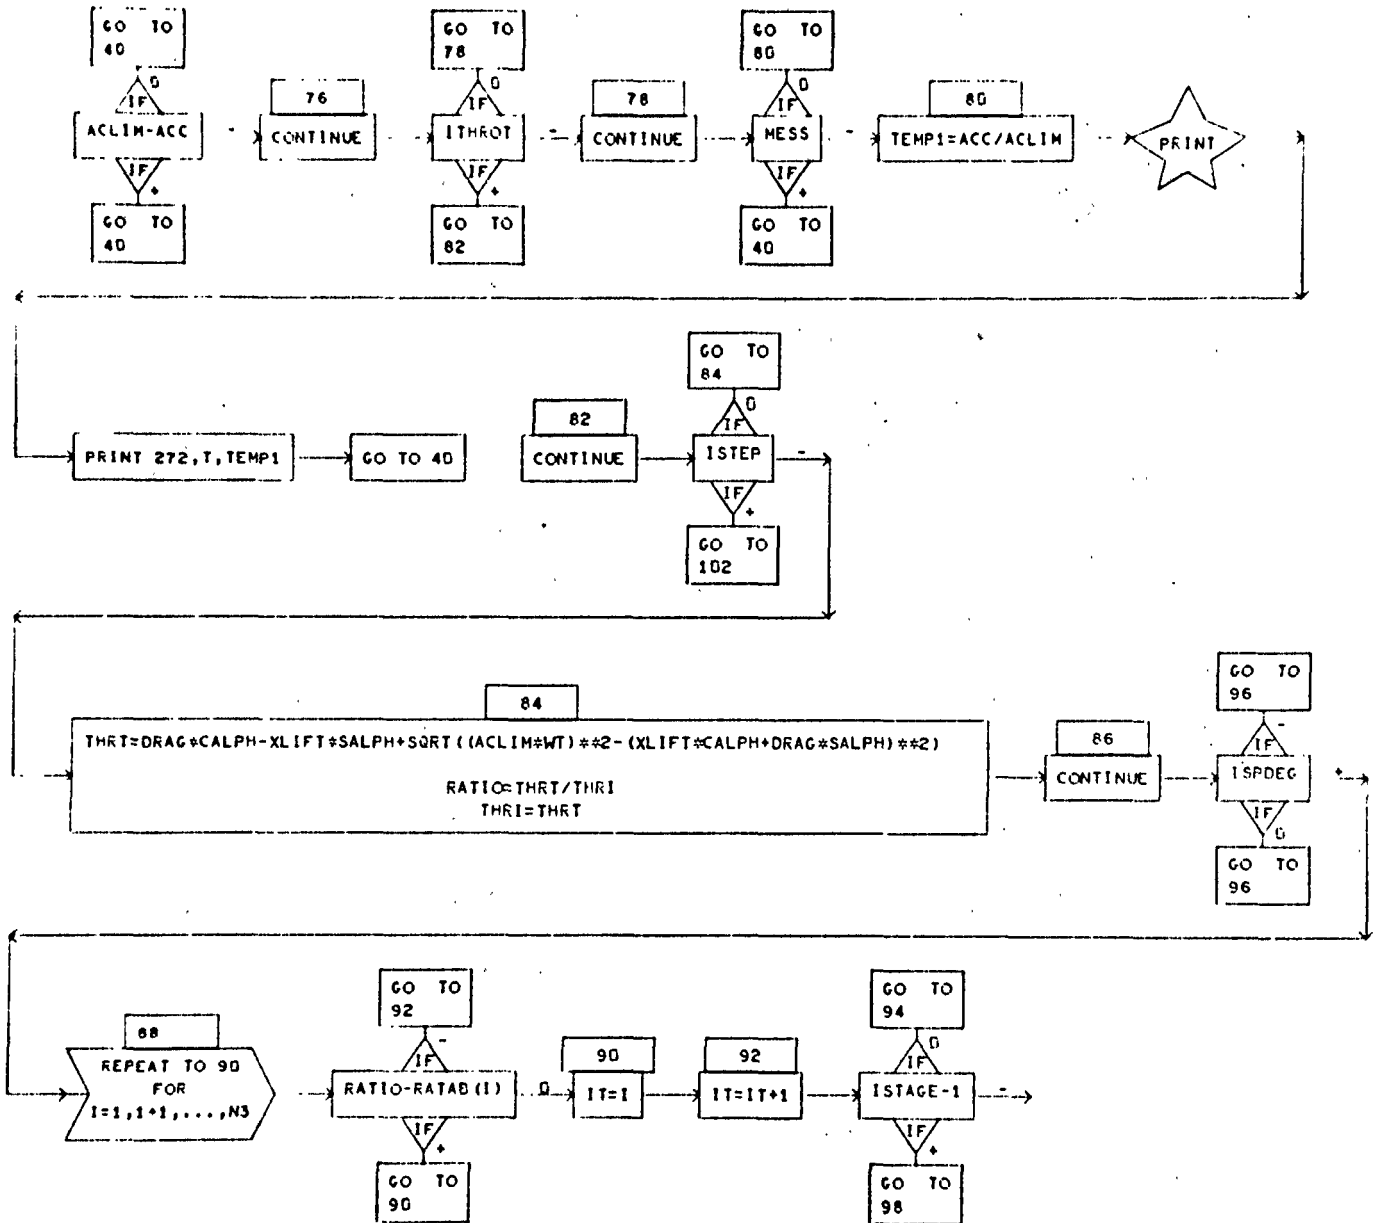 GO TO
40
GO TO
78
GO TO
80
0
IF
76
0
IF
78
0
IF
80
ACLIM-ACC
-
CONTINUE
ITHROT
-
CONTINUE
MESS
-
TEMP1=ACC/ACLIM
PRINT
IF
+
IF
+
IF
+
GO TO
40
GO TO
82
GO TO
40
GO TO
84
82
0
IF
PRINT 272,T,TEMP1
GO TO 40
CONTINUE
ISTEP
-
IF
+
GO TO
102
GO TO
96
84
-
IF
86
THRT=DRAG*CALPH-XLIFT*SALPH+SQRT((ACLIM*WT)**2-(XLIFT*CALPH+DRAG*SALPH)**2)
RATIO=THRT/THRI
THRI=THRT
CONTINUE
ISPDEG
+
IF
0
GO TO
96
GO TO
92
GO TO
94
88
-
IF
90
92
0
IF
REPEAT TO 90
FOR
I=1,1+1,...,N3
RATIO-RATAB(I)
0
IT=I
IT=IT+1
ISTAGE-1
-
IF
+
IF
+
GO TO
90
GO TO
98